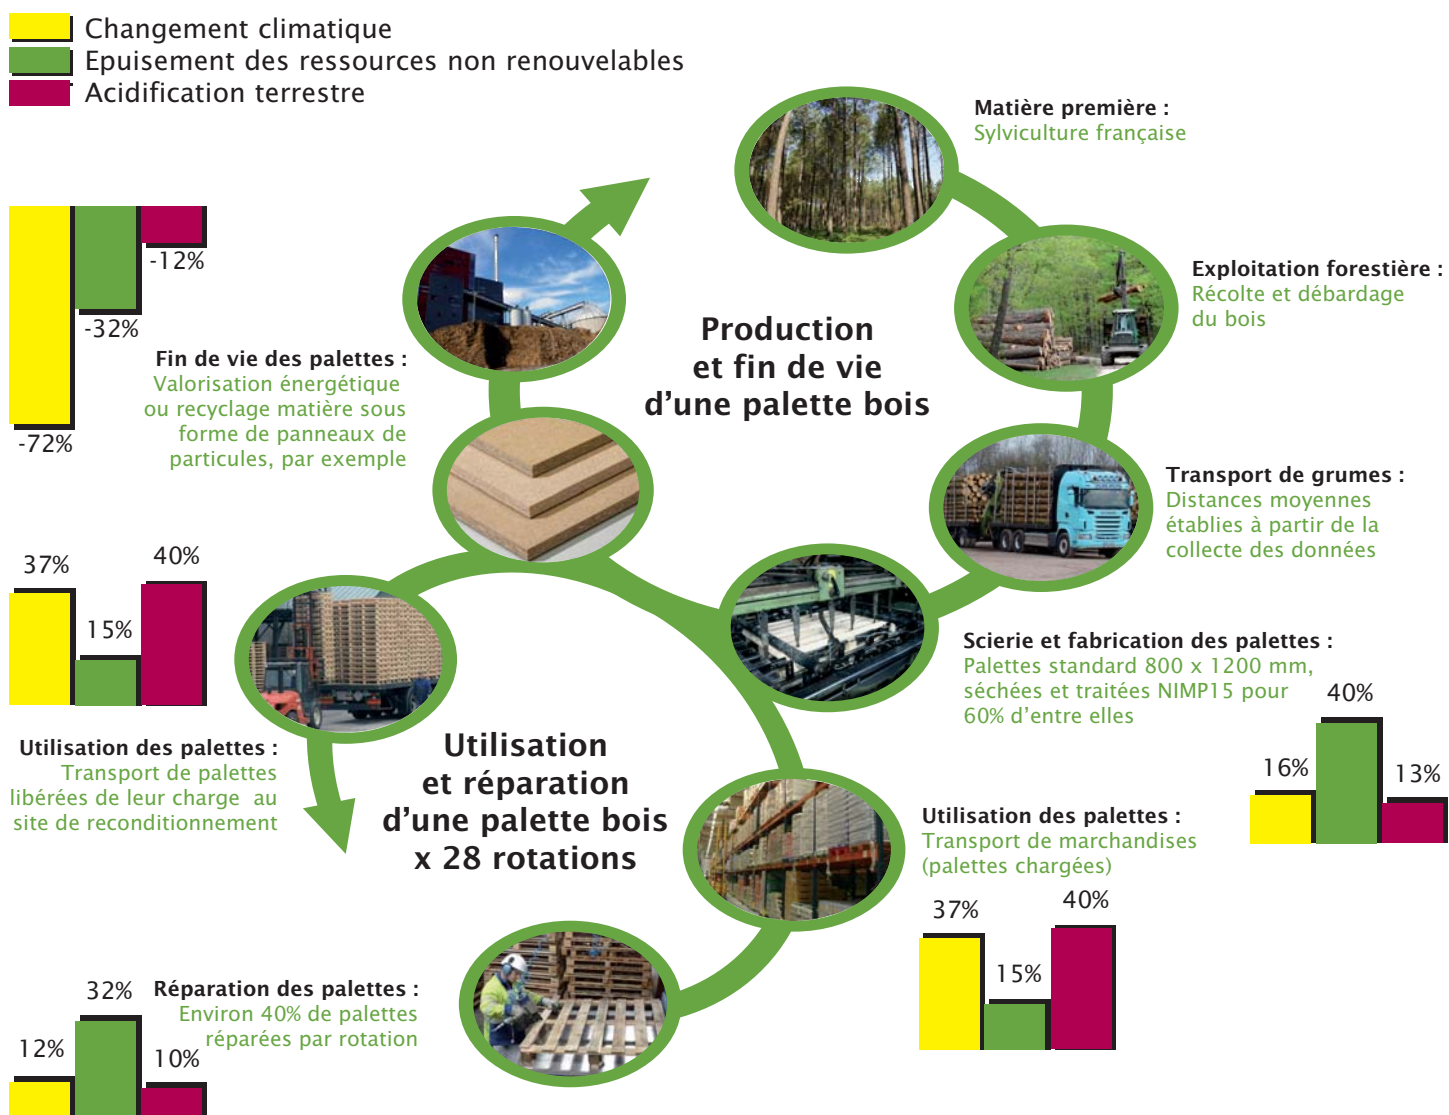 Changement climatique
Epuisement des ressources non renouvelables
Acidification terrestre
Matière première :
Sylviculture française
Exploitation forestière :
Récolte et débardage
du bois
Production
et fin de vie
d'une palette bois
-12%
-32%
-72%
Fin de vie des palettes :
Valorisation énergétique
ou recyclage matière sous
forme de panneaux de
particules, par exemple
Transport de grumes :
Distances moyennes
établies à partir de la
collecte des données
37%
15%
40%
Scierie et fabrication des palettes :
Palettes standard 800 x 1200 mm,
séchées et traitées NIMP15 pour
60% d'entre elles
16%
40%
13%
Utilisation des palettes :
Transport de palettes
libérées de leur charge au
site de reconditionnement
Utilisation
et réparation
d'une palette bois
x 28 rotations
Utilisation des palettes :
Transport de marchandises
(palettes chargées)
37%
15%
40%
Réparation des palettes :
Environ 40% de palettes
réparées par rotation
12%
32%
10%